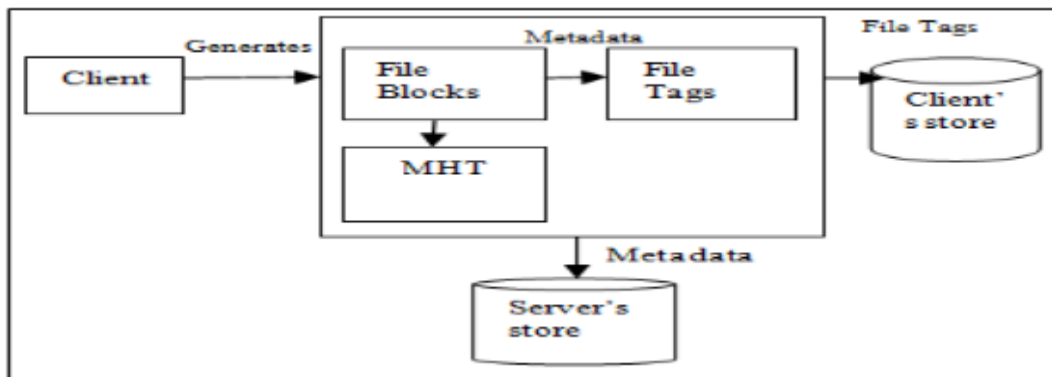 File Tags
Metadata
Generates
Client
File
Blocks
File
Tags
Client`
s store
MHT
Metadata
Server's
store